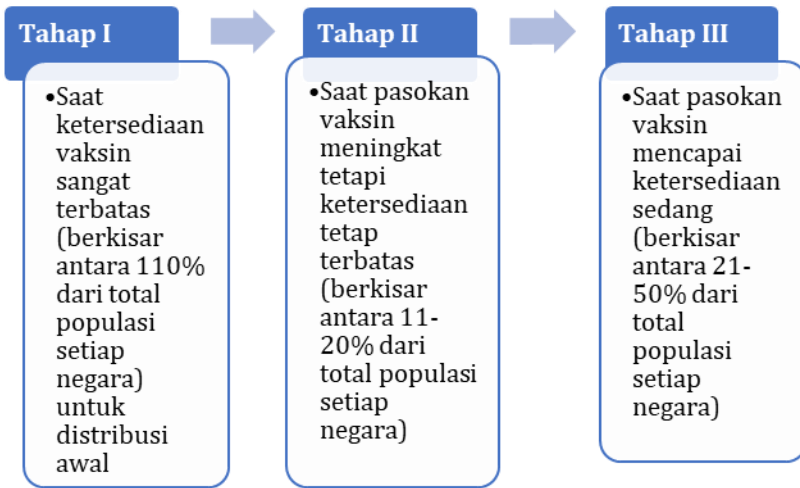 Tahap I
•Saat
ketersediaan
vaksin
sangat
terbatas
(berkisar
antara 110%
dari total
populasi
setiap
negara)
untuk
distribusi
awal
Tahap II
•Saat pasokan
vaksin
meningkat
tetapi
ketersediaan
tetap
terbatas
(berkisar
antara 11-
20% dari
total populasi
setiap
negara)
Tahap III
•Saat pasokan
vaksin
mencapai
ketersediaan
sedang
(berkisar
antara 21-
50% dari
total
populasi
setiap
negara)